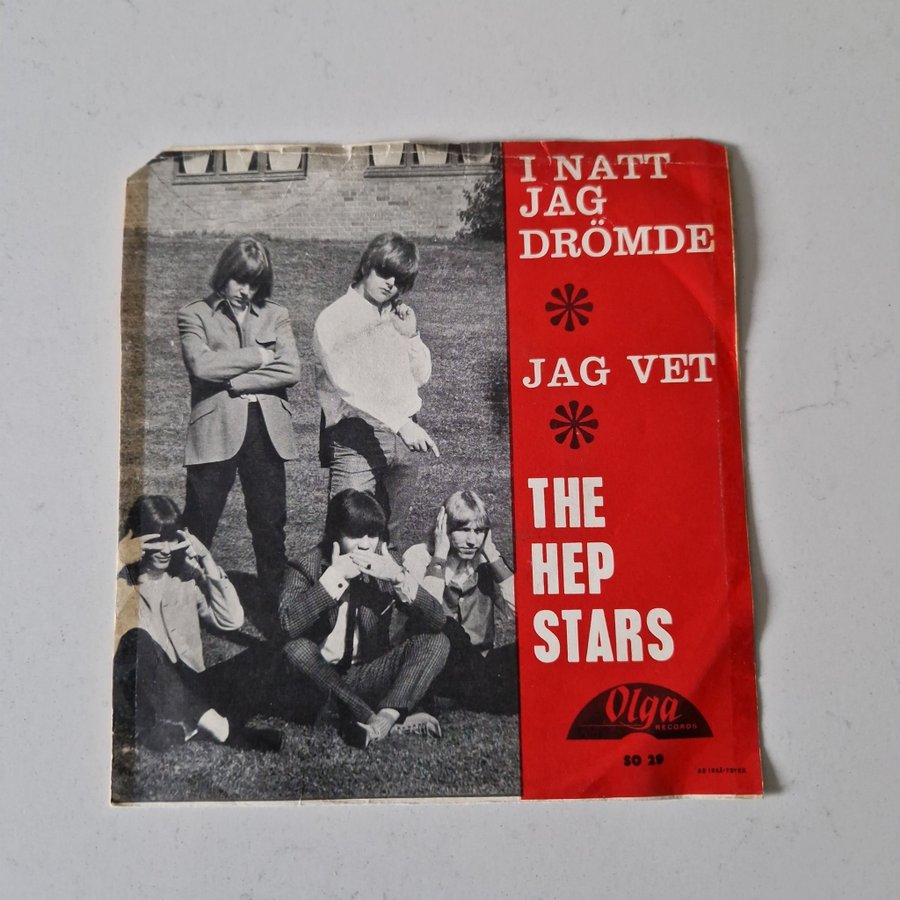 I NATT
JAG
DRÖMDE
JAG VET
THE
HEP
STARS
Olga
RECORDS
SO 29